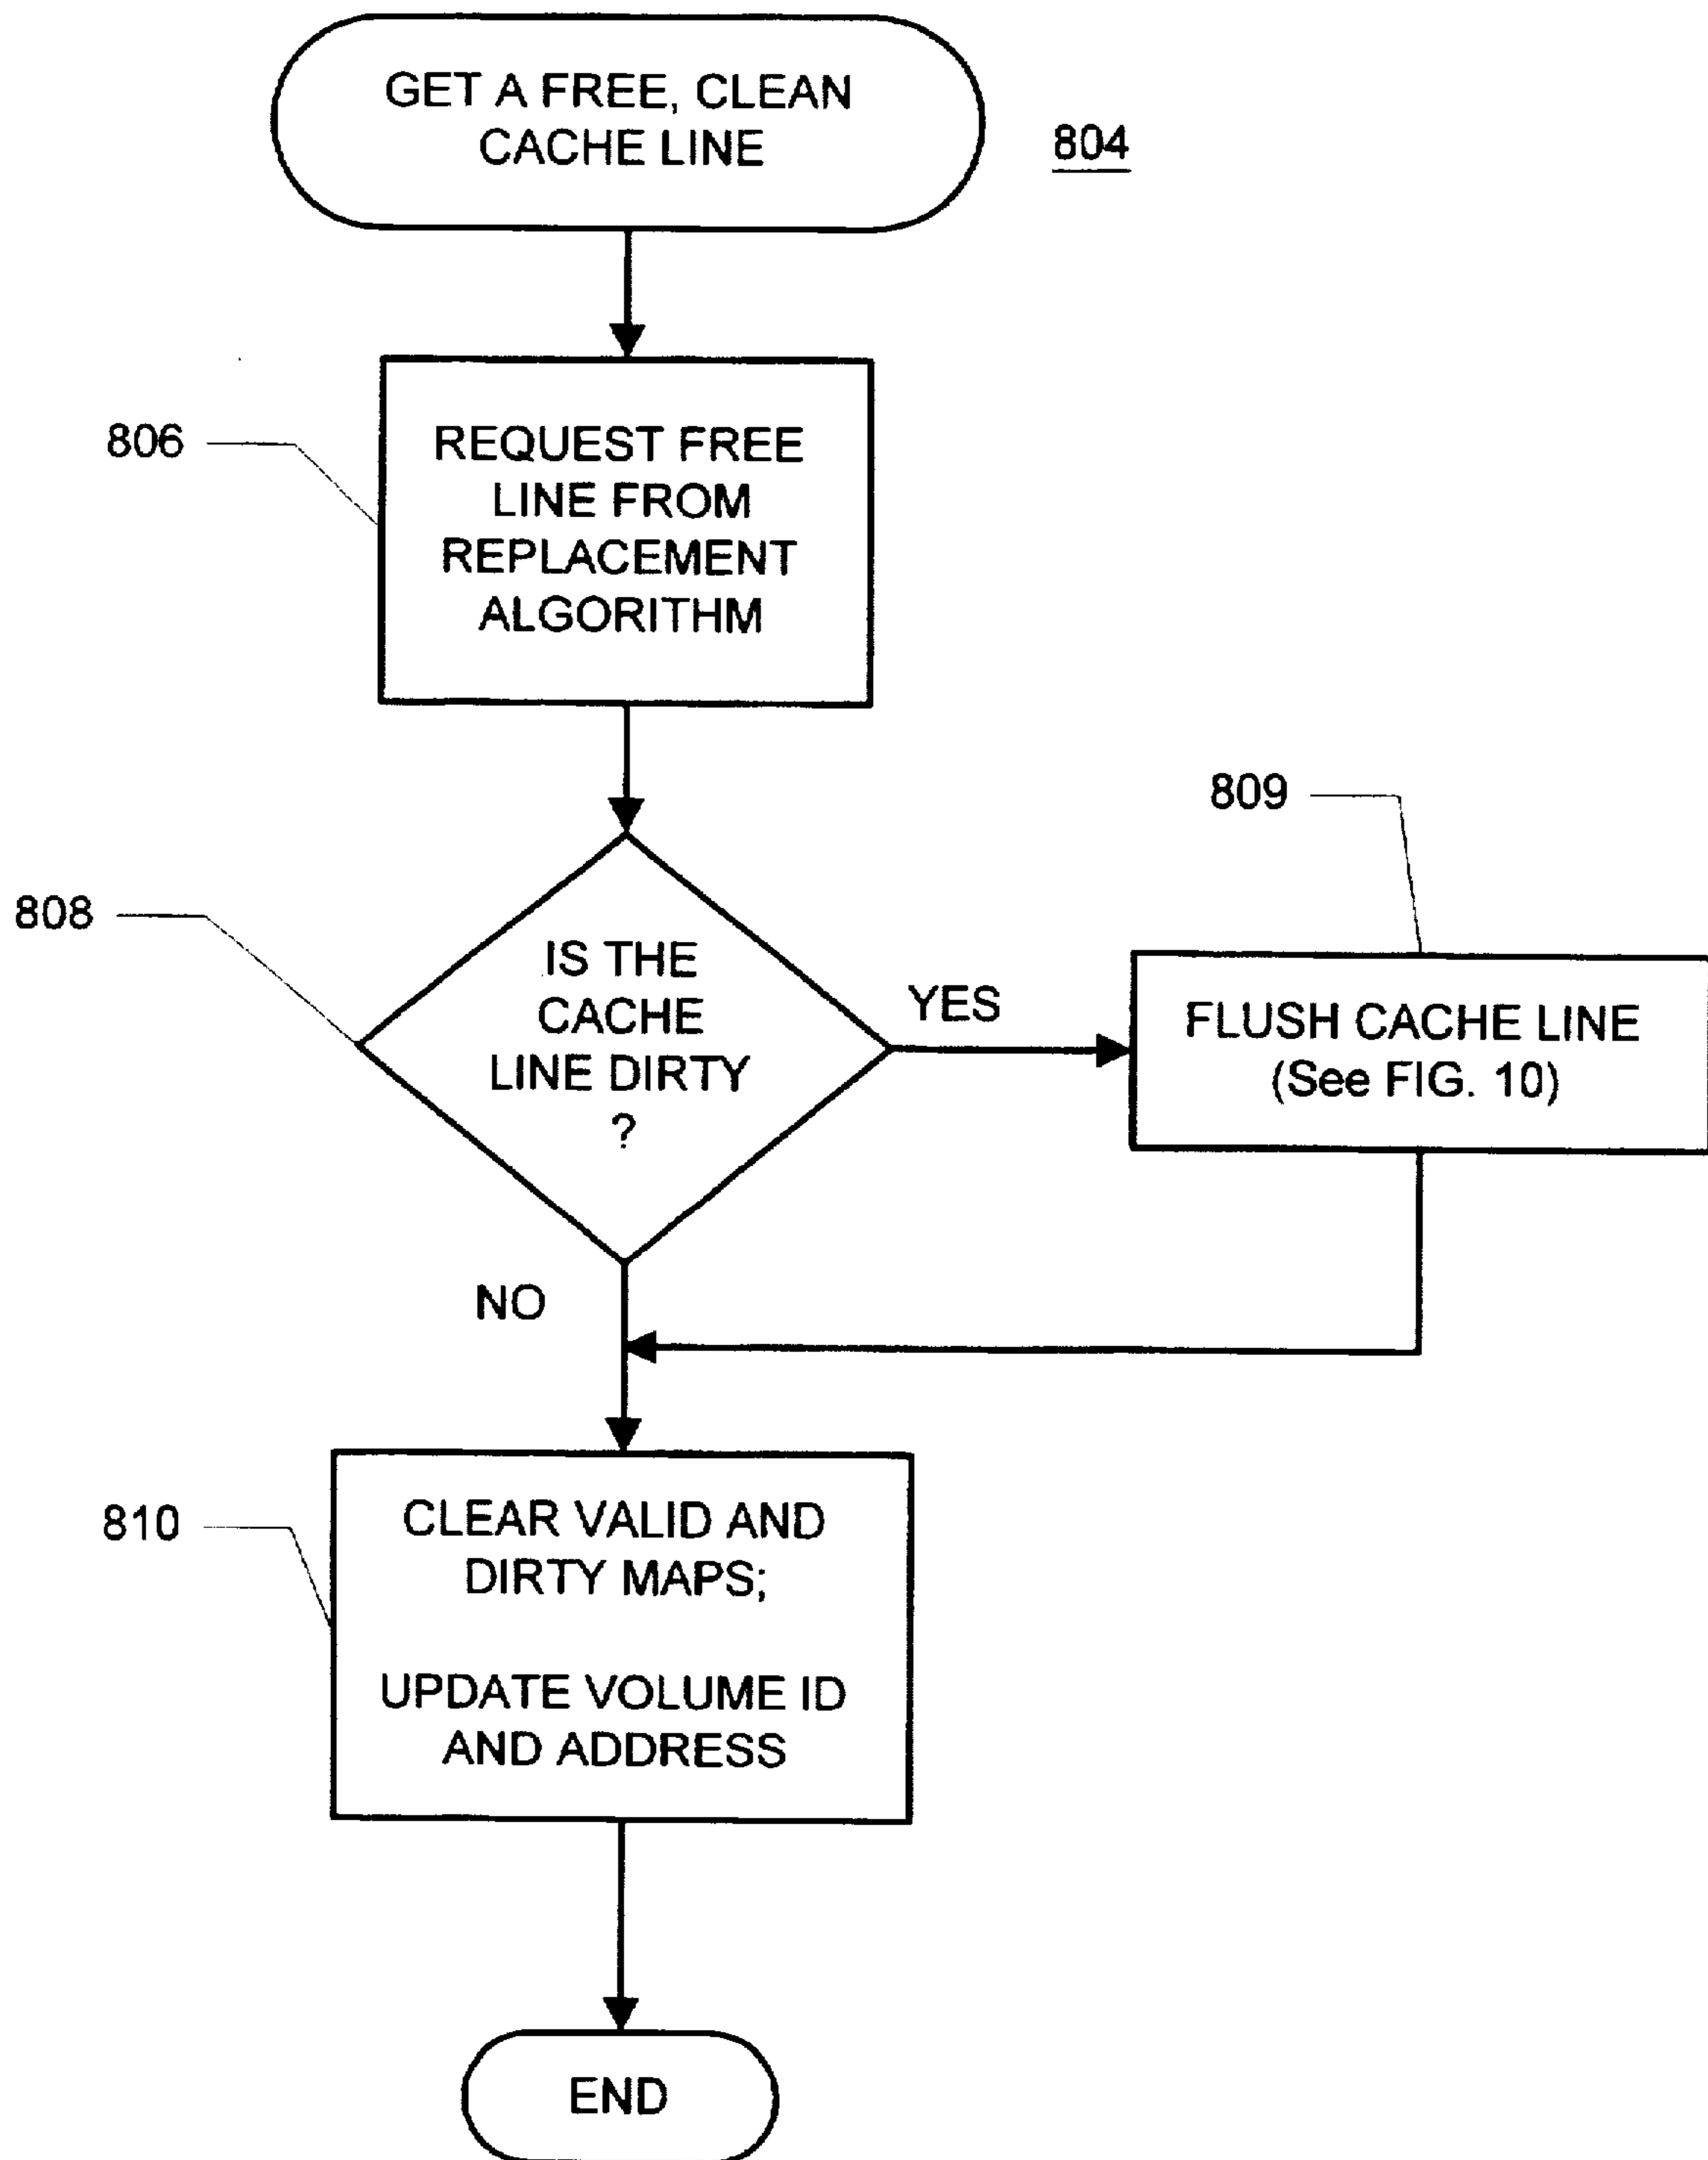 GET A FREE, CLEAN
CACHE LINE
804
806
REQUEST FREE
LINE FROM
REPLACEMENT
ALGORITHM
809
808
IS THE
CACHE
LINE DIRTY
?
YES
FLUSH CACHE LINE
(See FIG. 10)
NO
810
CLEAR VALID AND
DIRTY MAPS;
UPDATE VOLUME ID
AND ADDRESS
END